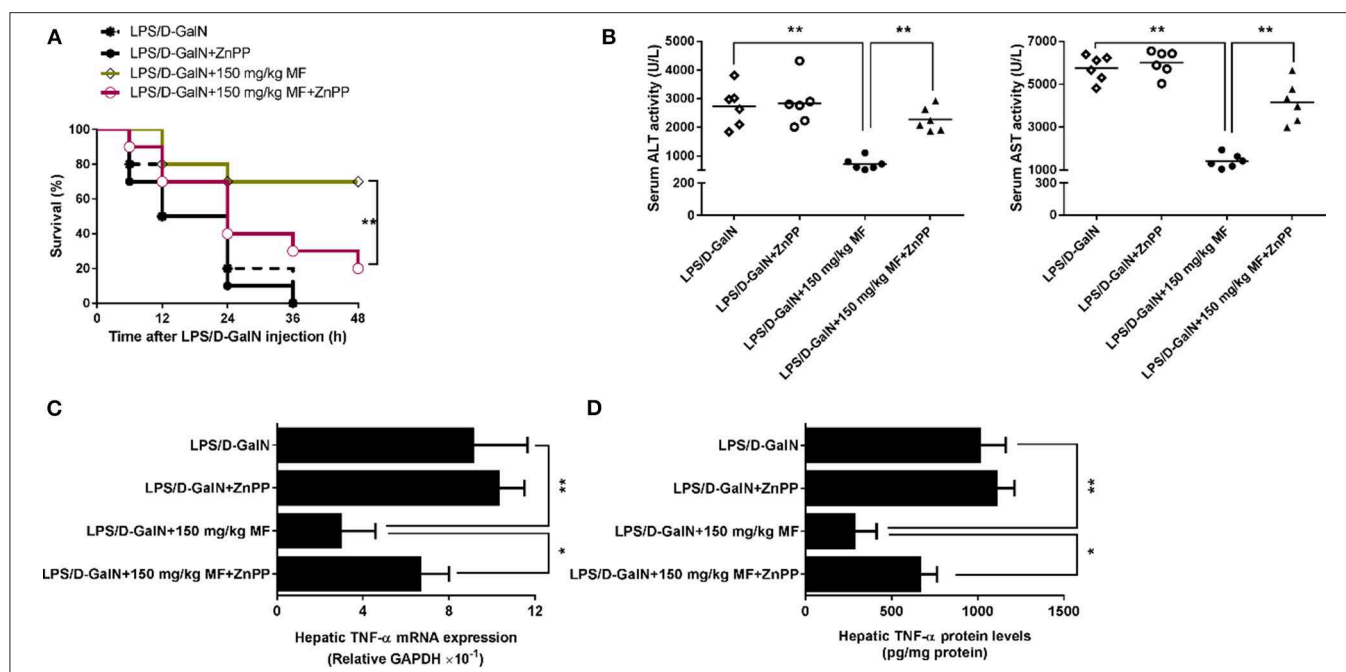 A
LPS/D-GalN
LPS/D-GalN+ZnPP
LPS/D-GalN+150 mg/kg MF
LPS/D-GalN+150 mg/kg MF+ZnPP
100
80
60
40
20
0
Survival (%)
**
0 12 24 36 48
Time after LPS/D-GalN injection (h)
B
** **
Serum ALT activity (U/L)
5000
4000
3000
2000
1000
200
0
LPS/D-GalN
LPS/D-GalN+ZnPP
LPS/D-GalN+150 mg/kg MF
LPS/D-GalN+150 mg/kg MF+ZnPP
** **
Serum AST activity (U/L)
7000
5000
3000
1000
300
0
LPS/D-GalN
LPS/D-GalN+ZnPP
LPS/D-GalN+150 mg/kg MF
LPS/D-GalN+150 mg/kg MF+ZnPP
C
LPS/D-GalN
LPS/D-GalN+ZnPP
LPS/D-GalN+150 mg/kg MF
LPS/D-GalN+150 mg/kg MF+ZnPP
**
*
0 4 8 12
Hepatic TNF-α mRNA expression
(Relative GAPDH ×10⁻¹)
D
LPS/D-GalN
LPS/D-GalN+ZnPP
LPS/D-GalN+150 mg/kg MF
LPS/D-GalN+150 mg/kg MF+ZnPP
**
*
0 500 1000 1500
Hepatic TNF-α protein levels
(pg/mg protein)